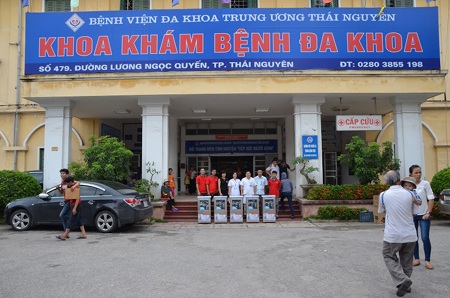 BỆNH VIỆN ĐA KHOA TRUNG ƯƠNG THÁI NGUYÊN
KHOA KHÁM BỆNH ĐA KHOA
SỐ 479. ĐƯỜNG LƯƠNG NGỌC QUYẾN, TP. THÁI NGUYÊN ĐT: 0280 3855 198
CẤP CỨU